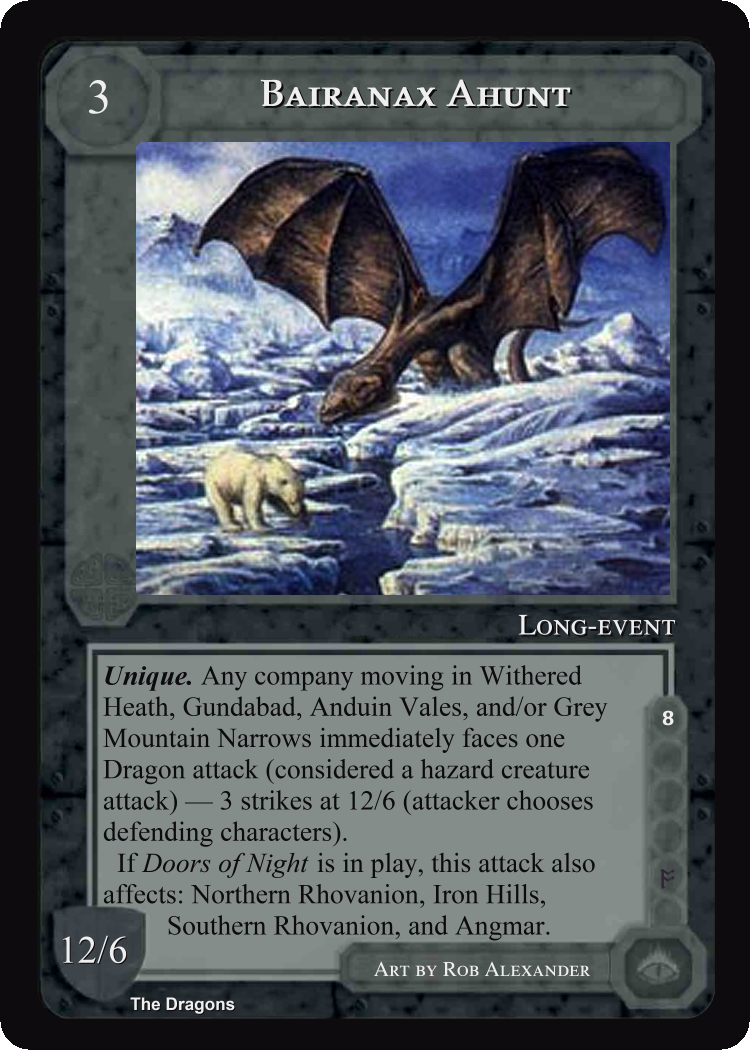 3
Bairanax Ahunt
Long-event
Unique. Any company moving in Withered
Heath, Gundabad, Anduin Vales, and/or Grey
Mountain Narrows immediately faces one
Dragon attack (considered a hazard creature
attack) — 3 strikes at 12/6 (attacker chooses
defending characters).
If Doors of Night is in play, this attack also
affects: Northern Rhovanion, Iron Hills,
Southern Rhovanion, and Angmar.
8
12/6
Art by Rob Alexander
The Dragons